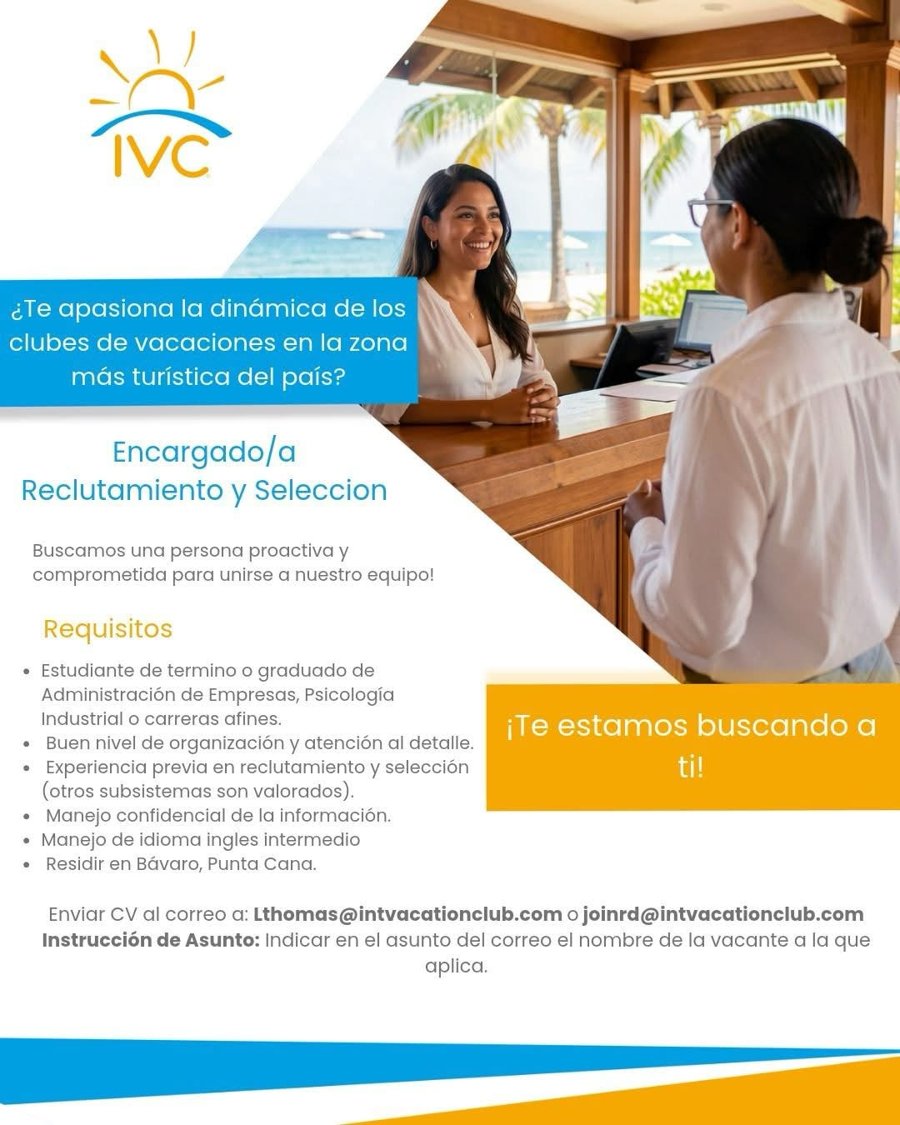 IVC
¿Te apasiona la dinámica de los
clubes de vacaciones en la zona
más turística del país?
Encargado/a
Reclutamiento y Seleccion
Buscamos una persona proactiva y
comprometida para unirse a nuestro equipo!
Requisitos
• Estudiante de termino o graduado de
Administración de Empresas, Psicología
Industrial o carreras afines.
• Buen nivel de organización y atención al detalle.
• Experiencia previa en reclutamiento y selección
(otros subsistemas son valorados).
• Manejo confidencial de la información.
• Manejo de idioma ingles intermedio
• Residir en Bávaro, Punta Cana.
¡Te estamos buscando a
ti!
Enviar CV al correo a: Lthomas@intvacationclub.com o joinrd@intvacationclub.com
Instrucción de Asunto: Indicar en el asunto del correo el nombre de la vacante a la que
aplica.